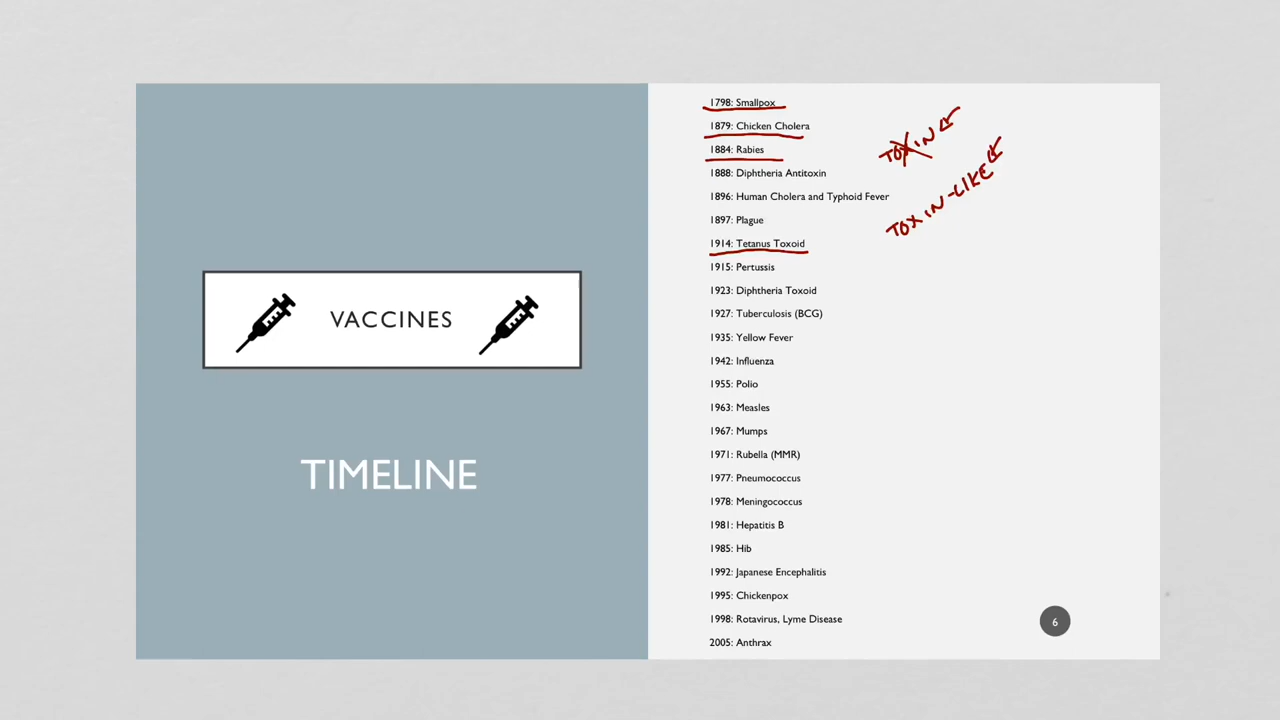 VACCINES
TIMELINE
1798: Smallpox
1879: Chicken Cholera
1884: Rabies
1888: Diphtheria Antitoxin
1896: Human Cholera and Typhoid Fever
1897: Plague
1914: Tetanus Toxoid
1915: Pertussis
1923: Diphtheria Toxoid
1927: Tuberculosis (BCG)
1935: Yellow Fever
1942: Influenza
1955: Polio
1963: Measles
1967: Mumps
1971: Rubella (MMR)
1977: Pneumococcus
1978: Meningococcus
1981: Hepatitis B
1985: Hib
1992: Japanese Encephalitis
1995: Chickenpox
1998: Rotavirus, Lyme Disease
2005: Anthrax
TOXIN
TOXIN-LIKE
6